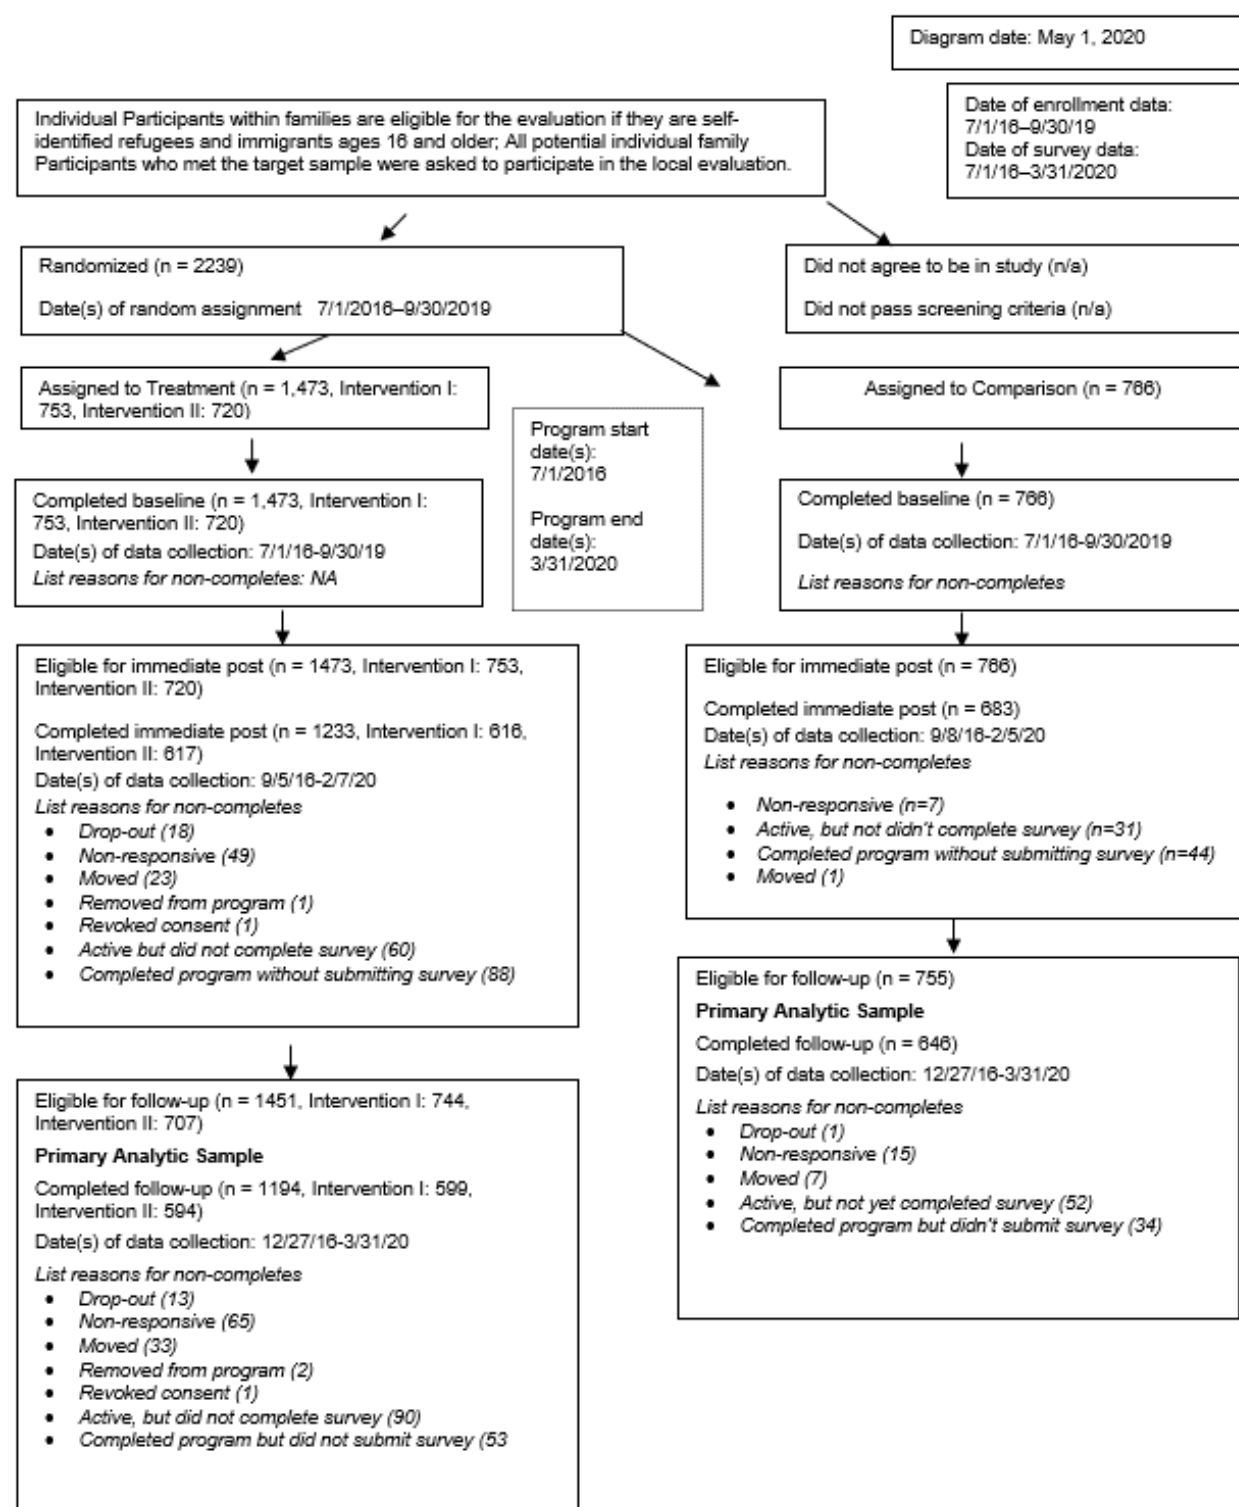 Diagram date: May 1, 2020
Date of enrollment data:
7/1/16–9/30/19
Date of survey data:
7/1/16–3/31/2020
Individual Participants within families are eligible for the evaluation if they are self-
identified refugees and immigrants ages 16 and older; All potential individual family
Participants who met the target sample were asked to participate in the local evaluation.
Randomized (n = 2239)
Date(s) of random assignment 7/1/2016–9/30/2019
Did not agree to be in study (n/a)
Did not pass screening criteria (n/a)
Assigned to Treatment (n = 1,473, Intervention I:
753, Intervention II: 720)
Assigned to Comparison (n = 766)
Program start
date(s):
7/1/2016
Program end
date(s):
3/31/2020
Completed baseline (n = 1,473, Intervention I:
753, Intervention II: 720)
Date(s) of data collection: 7/1/16-9/30/19
List reasons for non-completes: NA
Completed baseline (n = 766)
Date(s) of data collection: 7/1/16-9/30/2019
List reasons for non-completes
Eligible for immediate post (n = 1473, Intervention I: 753,
Intervention II: 720)
Completed immediate post (n = 1233, Intervention I: 616,
Intervention II: 617)
Date(s) of data collection: 9/5/16-2/7/20
List reasons for non-completes
• Drop-out (18)
• Non-responsive (49)
• Moved (23)
• Removed from program (1)
• Revoked consent (1)
• Active but did not complete survey (60)
• Completed program without submitting survey (88)
Eligible for immediate post (n = 766)
Completed immediate post (n = 683)
Date(s) of data collection: 9/8/16-2/5/20
List reasons for non-completes
• Non-responsive (n=7)
• Active, but not didn't complete survey (n=31)
• Completed program without submitting survey (n=44)
• Moved (1)
Eligible for follow-up (n = 1451, Intervention I: 744,
Intervention II: 707)
Primary Analytic Sample
Completed follow-up (n = 1194, Intervention I: 599,
Intervention II: 594)
Date(s) of data collection: 12/27/16-3/31/20
List reasons for non-completes
• Drop-out (13)
• Non-responsive (65)
• Moved (33)
• Removed from program (2)
• Revoked consent (1)
• Active, but did not complete survey (90)
• Completed program but did not submit survey (53
Eligible for follow-up (n = 755)
Primary Analytic Sample
Completed follow-up (n = 646)
Date(s) of data collection: 12/27/16-3/31/20
List reasons for non-completes
• Drop-out (1)
• Non-responsive (15)
• Moved (7)
• Active, but not yet completed survey (52)
• Completed program but didn't submit survey (34)